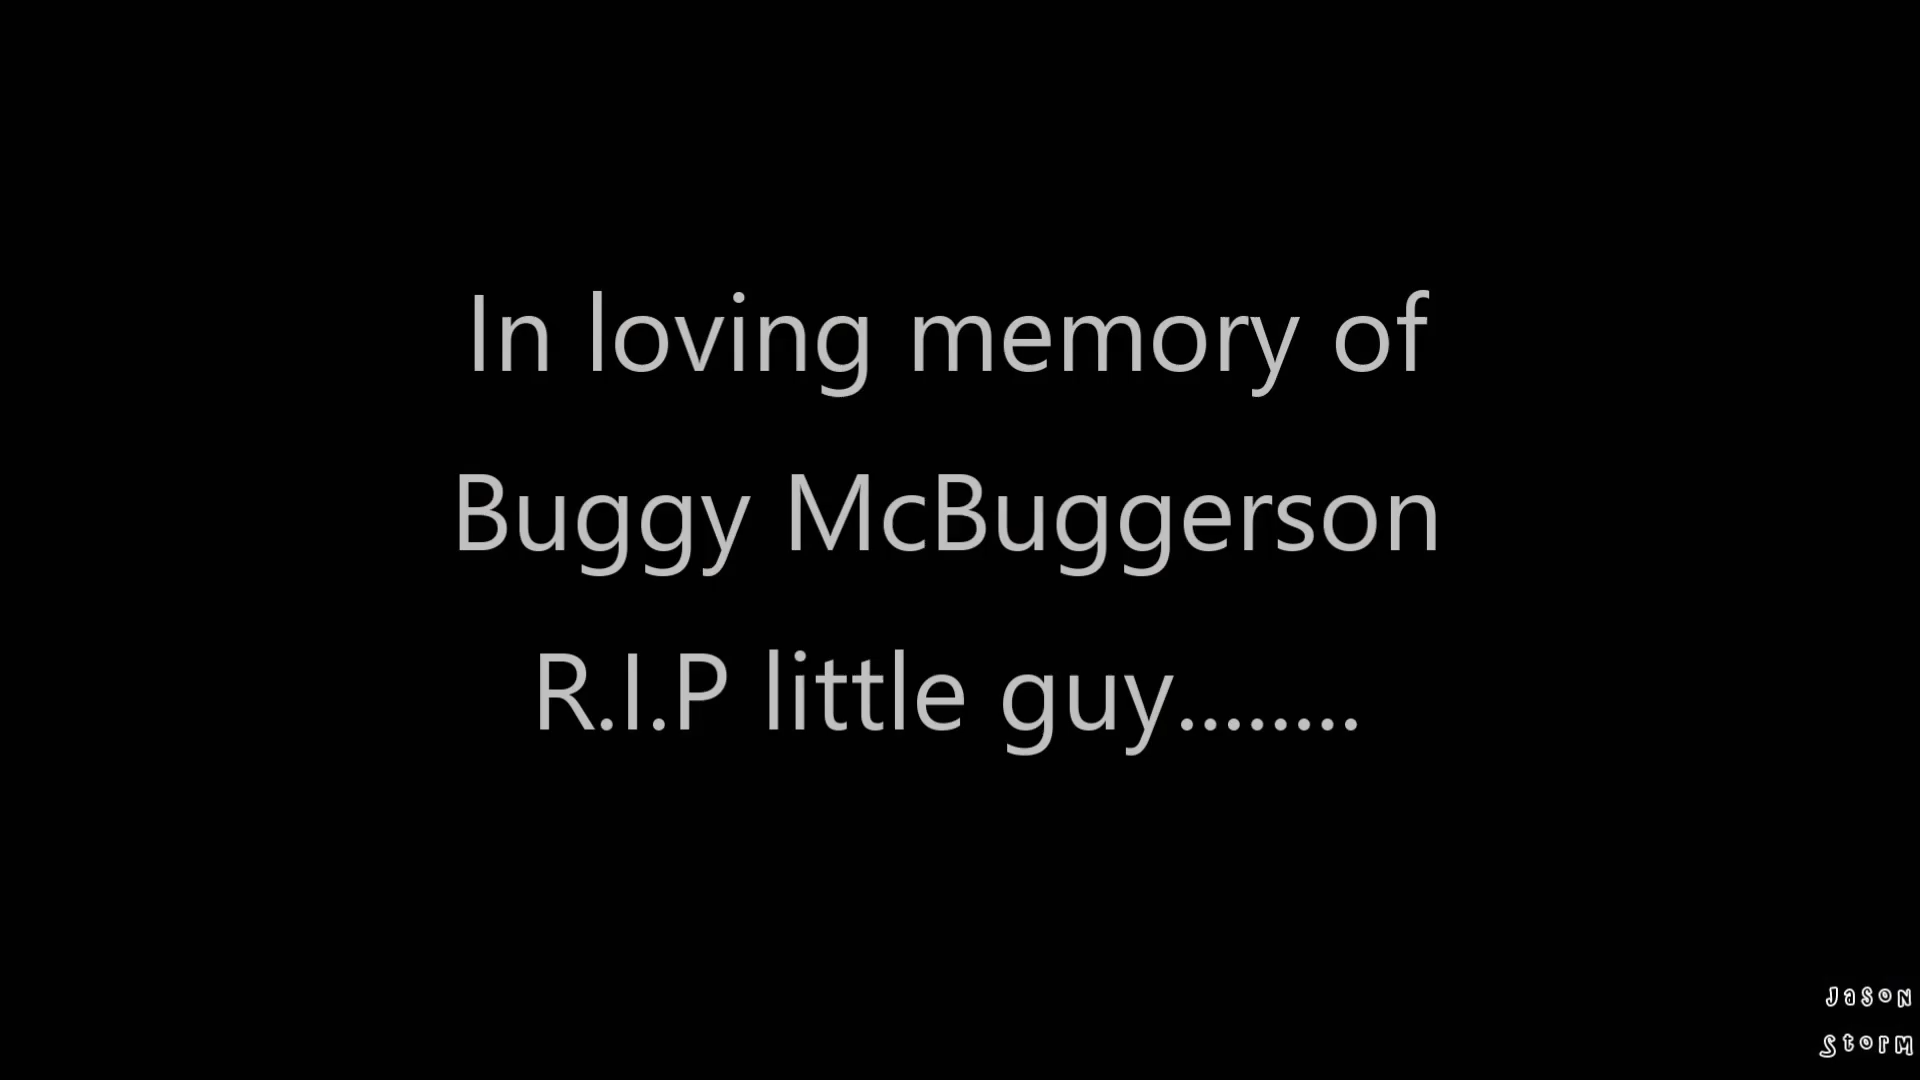 In loving memory of
Buggy McBuggerson
R.I.P little guy........
Jason
Storm